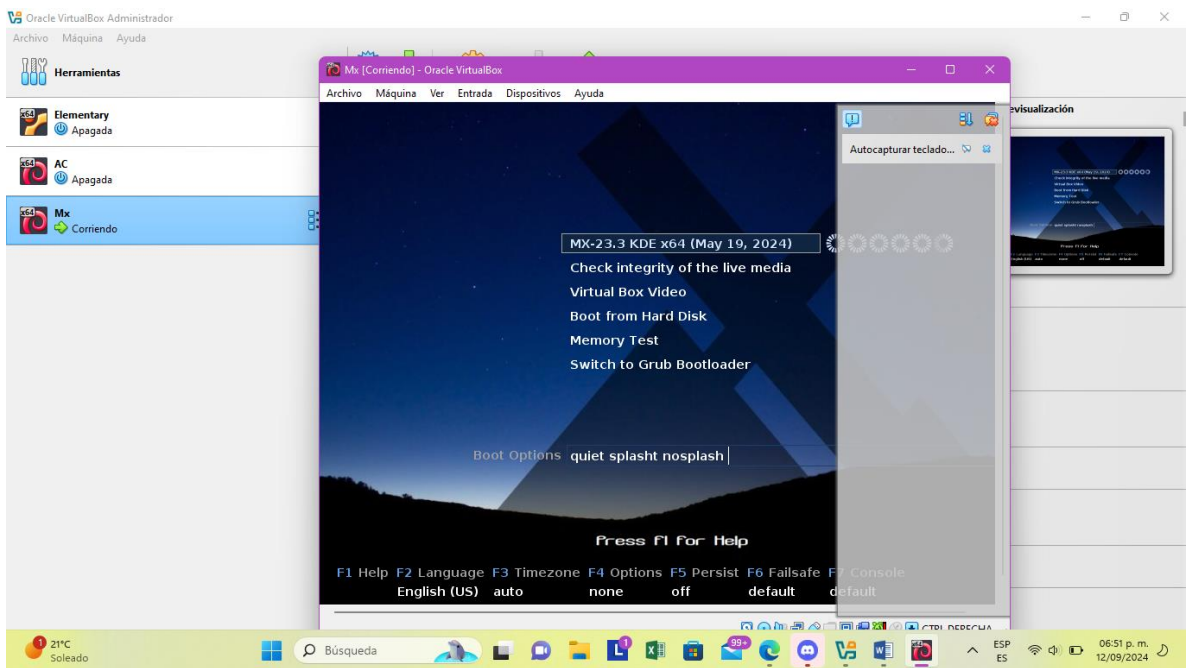 Oracle VirtualBox Administrador
Archivo Máquina Ayuda
Herramientas
Elementary
Apagada
AC
Apagada
Mx
Corriendo
Mx [Corriendo] - Oracle VirtualBox
Archivo Máquina Ver Entrada Dispositivos Ayuda
Autocapturar teclado...
evisualización
MX-23.3 KDE x64 (May 19, 2024)
Check integrity of the live media
Virtual Box Video
Boot from Hard Disk
Memory Test
Switch to Grub Bootloader
Boot Options quiet splasht nosplash
Press F1 For Help
F1 Help F2 Language F3 Timezone F4 Options F5 Persist F6 Failsafe F7 Console
English (US) auto none off default default
CTRL DERECHA
1 21°C
Soleado
Búsqueda
1
99+
ESP
ES
06:51 p. m.
12/09/2024